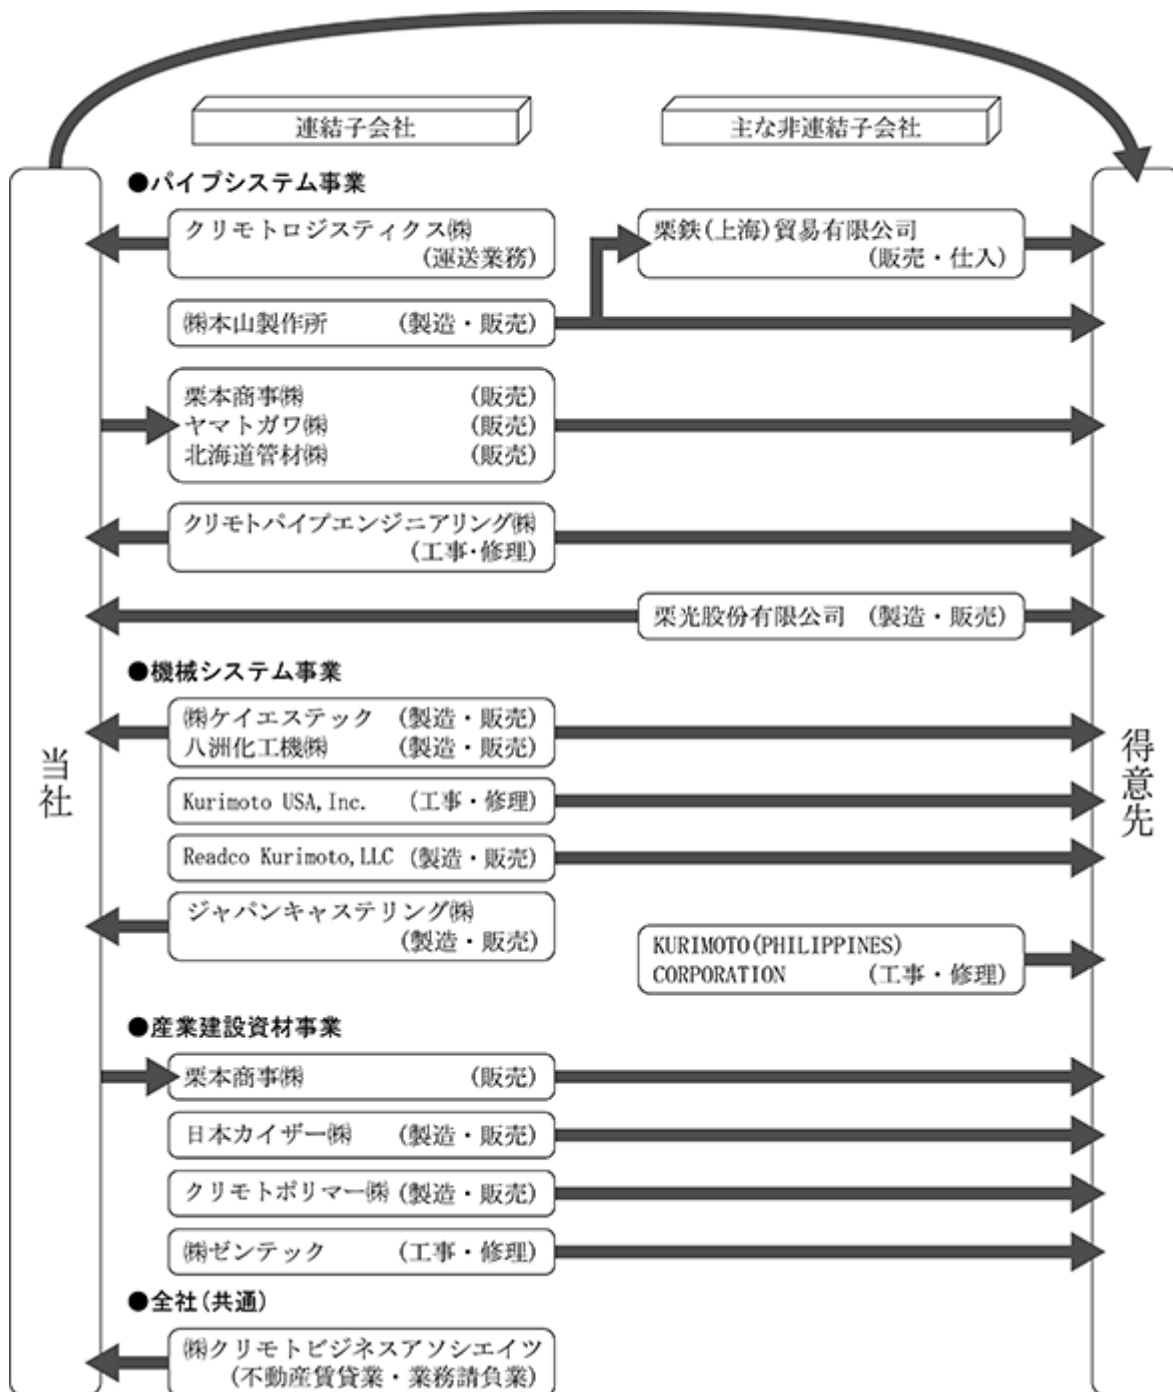 連結子会社
主な非連結子会社
●パイプシステム事業
クリモトロジスティクス㈱
(運送業務)
栗鉄(上海)貿易有限公司
(販売・仕入)
㈱本山製作所 (製造・販売)
栗本商事㈱ (販売)
ヤマトガワ㈱ (販売)
北海道管材㈱ (販売)
クリモトパイプエンジニアリング㈱
(工事・修理)
栗光股份有限公司 (製造・販売)
●機械システム事業
㈱ケイエステック (製造・販売)
八洲化工機㈱ (製造・販売)
当社
得意先
Kurimoto USA,Inc. (工事・修理)
Readco Kurimoto,LLC (製造・販売)
ジャパンキャステリング㈱
(製造・販売)
KURIMOTO(PHILIPPINES)
CORPORATION (工事・修理)
●産業建設資材事業
栗本商事㈱ (販売)
日本カイザー㈱ (製造・販売)
クリモトポリマー㈱ (製造・販売)
㈱ゼンテック (工事・修理)
●全社(共通)
㈱クリモトビジネスアソシエイツ
(不動産賃貸業・業務請負業)